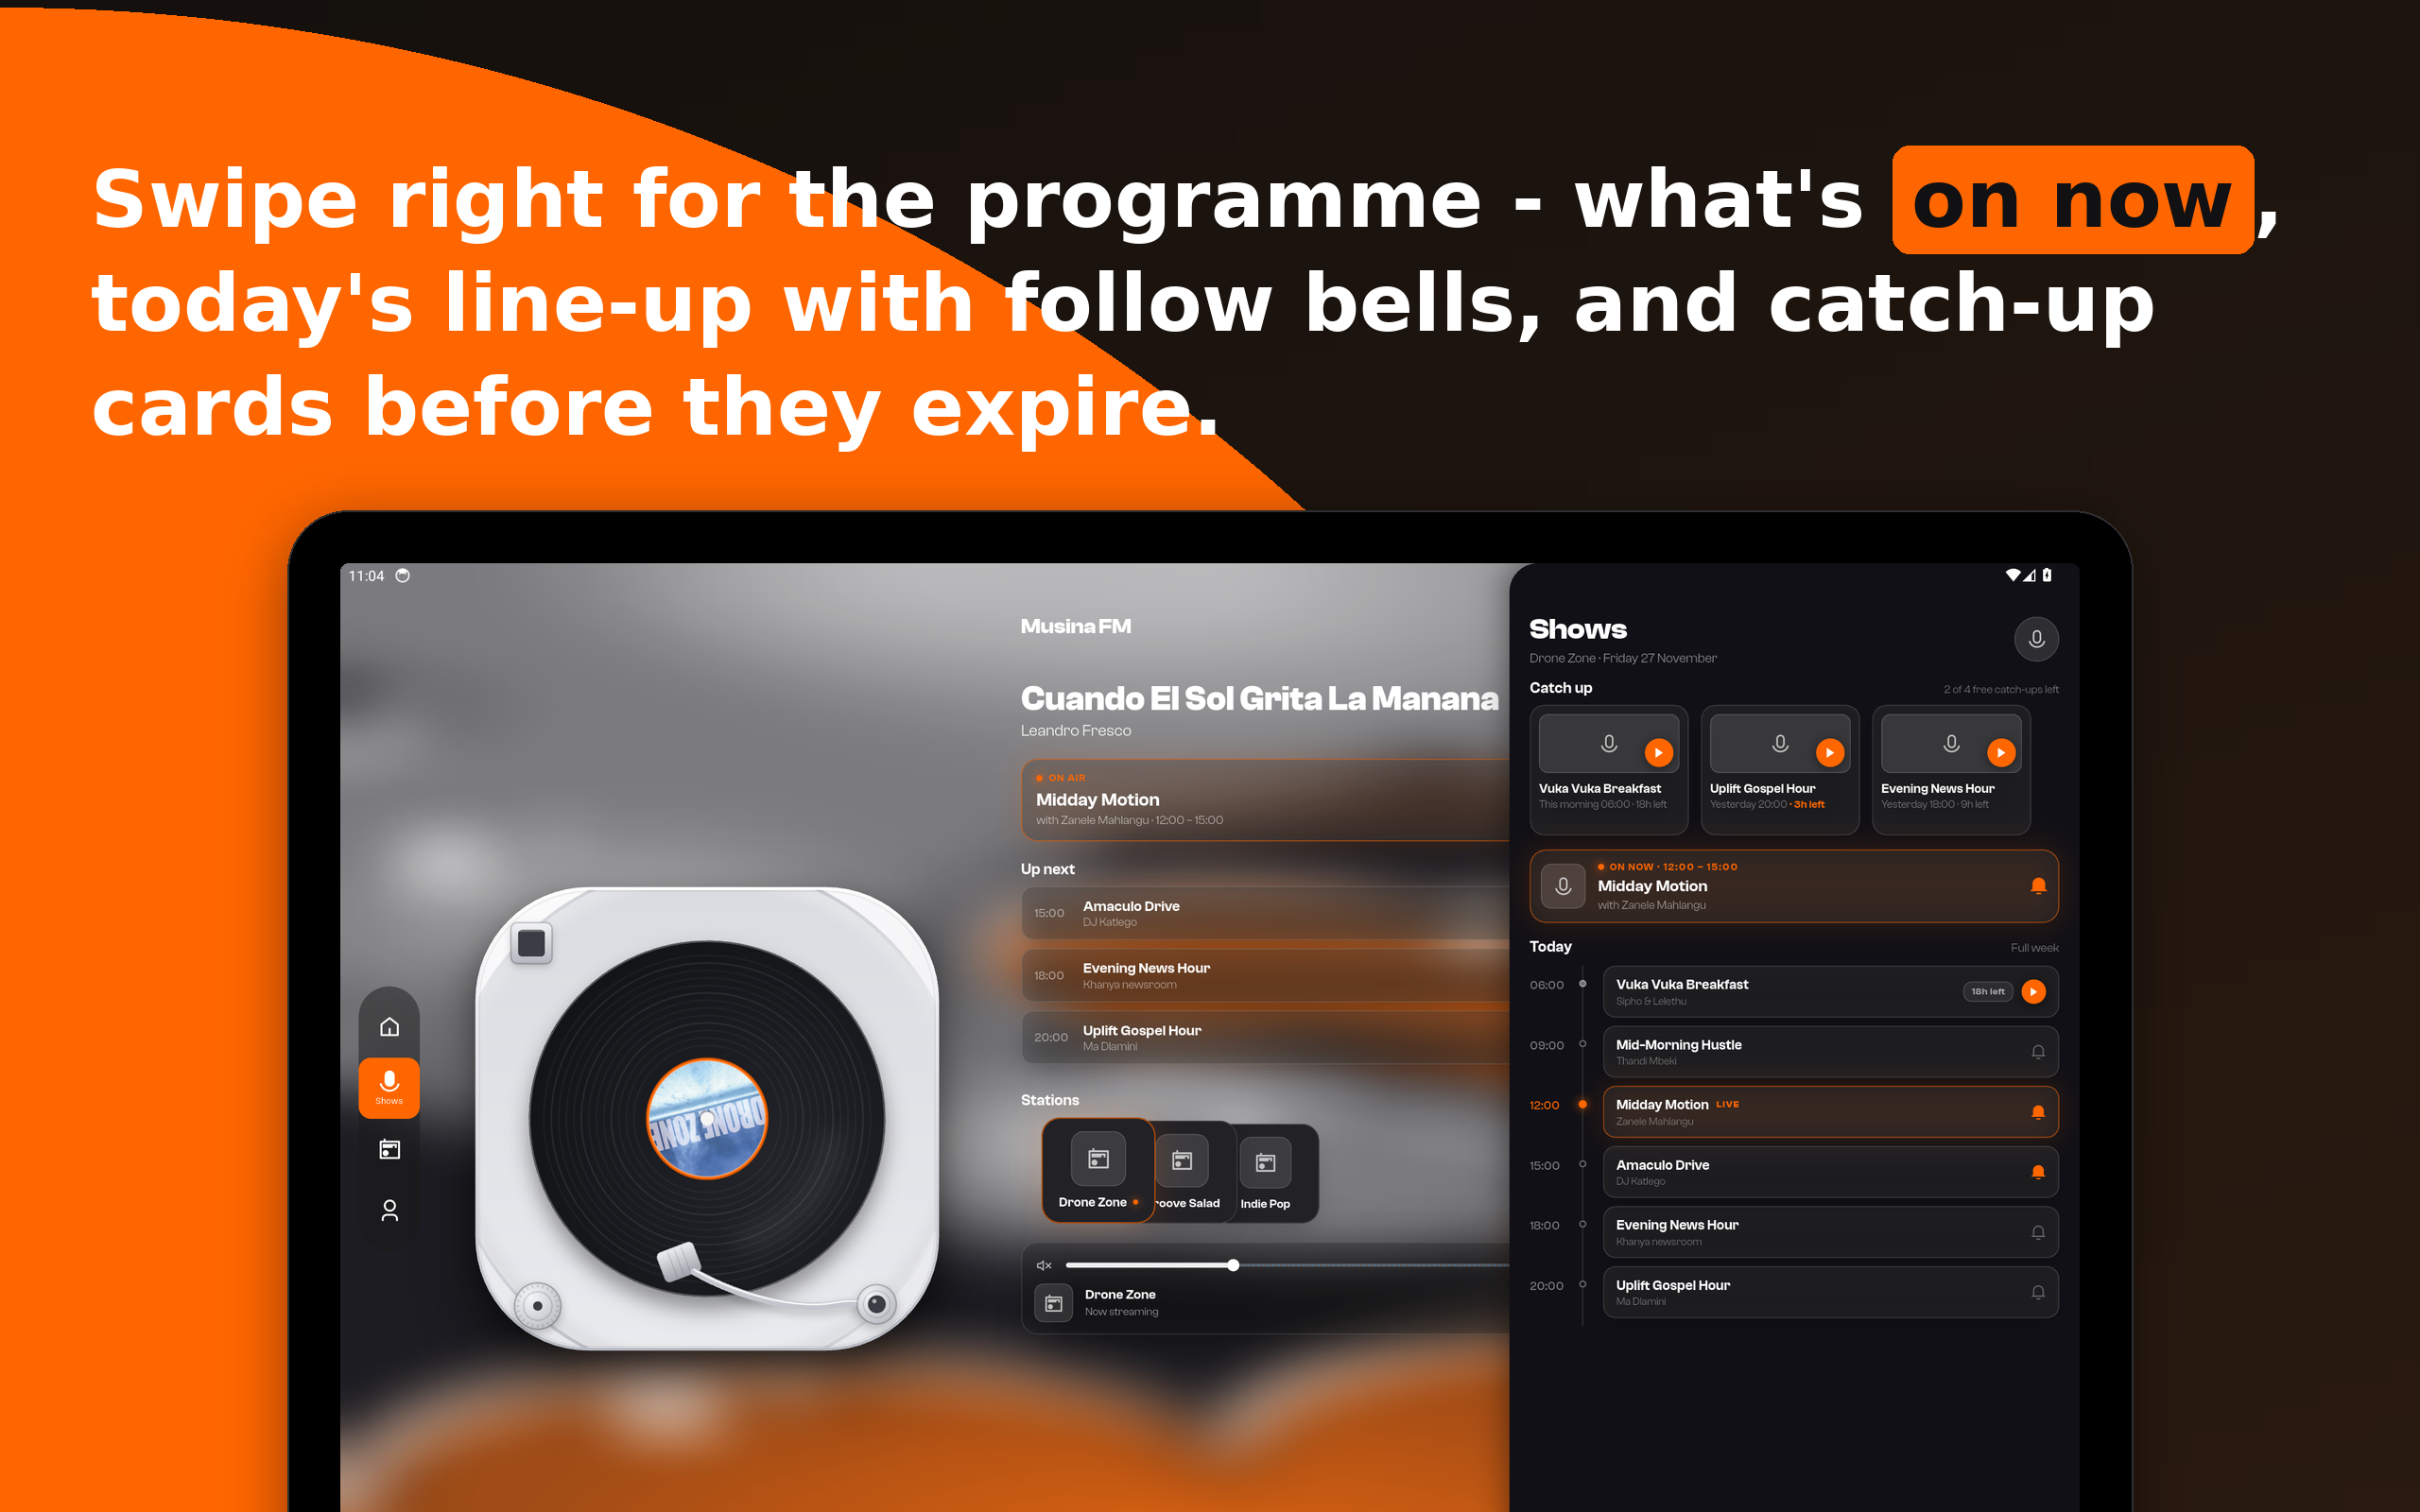 Swipe right for the programme - what's on now,
today's line-up with follow bells, and catch-up
cards before they expire.
11:04
Musina FM
Cuando El Sol Grita La Manana
Leandro Fresco
ON AIR
Midday Motion
with Zanele Mahlangu · 12:00 – 15:00
Up next
15:00
Amaculo Drive
DJ Katlego
18:00
Evening News Hour
Khanya newsroom
20:00
Uplift Gospel Hour
Ma Dlamini
Stations
Drone Zone
roove Salad
Indie Pop
Drone Zone
Now streaming
Shows
DRONE ZONE
DRONE ZONE
Shows
Drone Zone · Friday 27 November
Catch up
2 of 4 free catch-ups left
Vuka Vuka Breakfast
This morning 06:00 · 18h left
Uplift Gospel Hour
Yesterday 20:00 · 3h left
Evening News Hour
Yesterday 18:00 · 9h left
ON NOW · 12:00 – 15:00
Midday Motion
with Zanele Mahlangu
Today
Full week
06:00
Vuka Vuka Breakfast
Sipho & Lelethu
18h left
09:00
Mid-Morning Hustle
Thandi Mbeki
12:00
Midday Motion LIVE
Zanele Mahlangu
15:00
Amaculo Drive
DJ Katlego
18:00
Evening News Hour
Khanya newsroom
20:00
Uplift Gospel Hour
Ma Dlamini